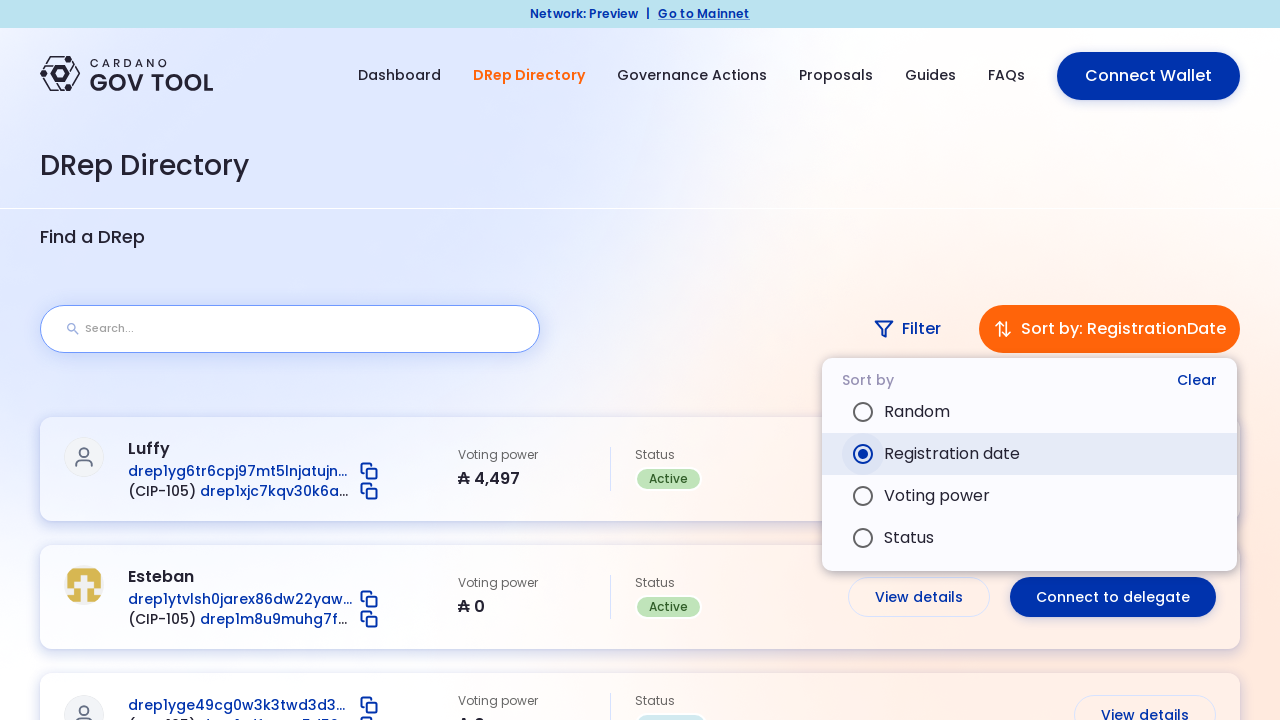 Network: Preview | Go to Mainnet
CARDANO
GOV TOOL
Dashboard
DRep Directory
Governance Actions
Proposals
Guides
FAQs
Connect Wallet
DRep Directory
Find a DRep
Search...
Filter
Sort by: RegistrationDate
Sort by
Clear
Random
Registration date
Voting power
Status
Luffy
drep1yg6tr6cpj97mt5lnjatujn...
(CIP-105) drep1xjc7kqv30k6a...
Voting power
₳ 4,497
Status
Active
Esteban
drep1ytvlsh0jarex86dw22yaw...
(CIP-105) drep1m8u9muhg7f...
Voting power
₳ 0
Status
Active
View details
Connect to delegate
drep1yge49cg0w3k3twd3d3...
Voting power
Status
View details